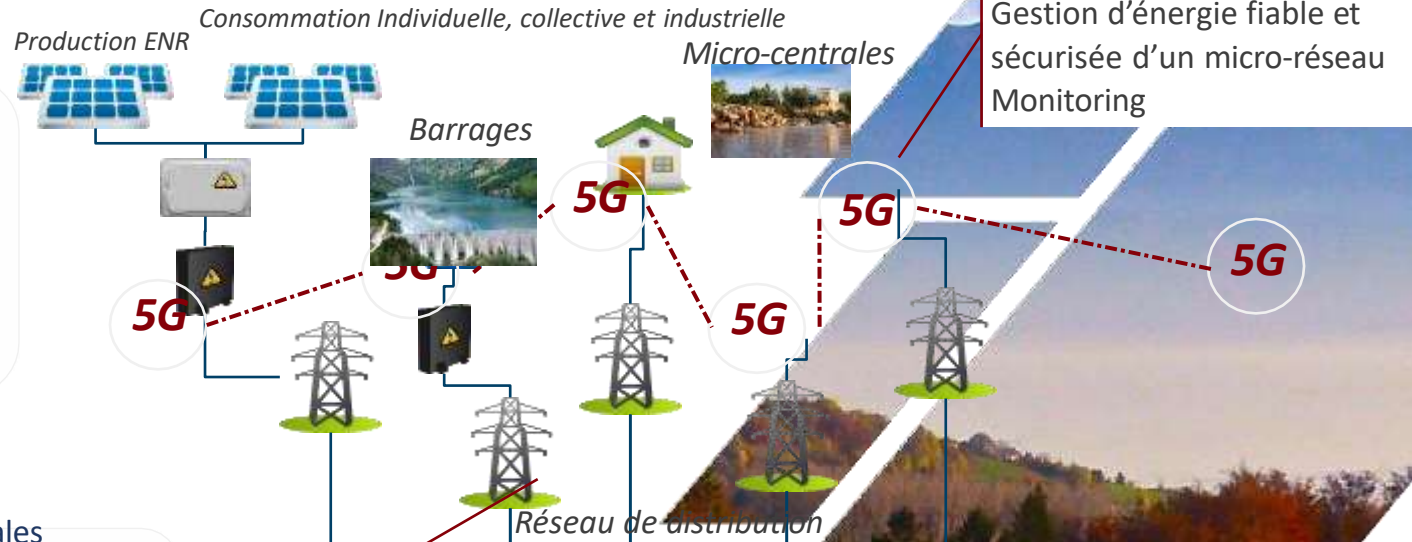 Consommation Individuelle, collective et industrielle
Production ENR
Micro-centrales
Gestion d’énergie fiable et
sécurisée d’un micro-réseau
Monitoring
Barrages
5G
5G
5G
5G
5G
5G
Réseau de distribution
ales